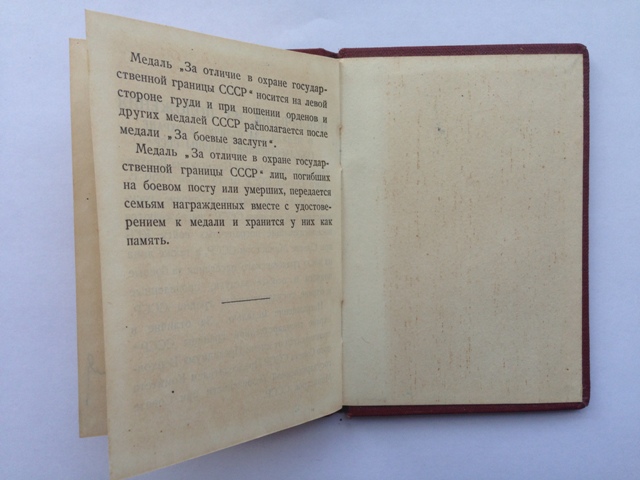 Медаль „За отличие в охране государ-
ственной границы СССР“ носится на левой
стороне груди и при ношении орденов и
других медалей СССР располагается после
медали „За боевые заслуги“.
Медаль „За отличие в охране государ-
ственной границы СССР“ лиц, погибших
на боевом посту или умерших, передается
семьям награжденных вместе с удостове-
рением к медали и хранится у них как
память.